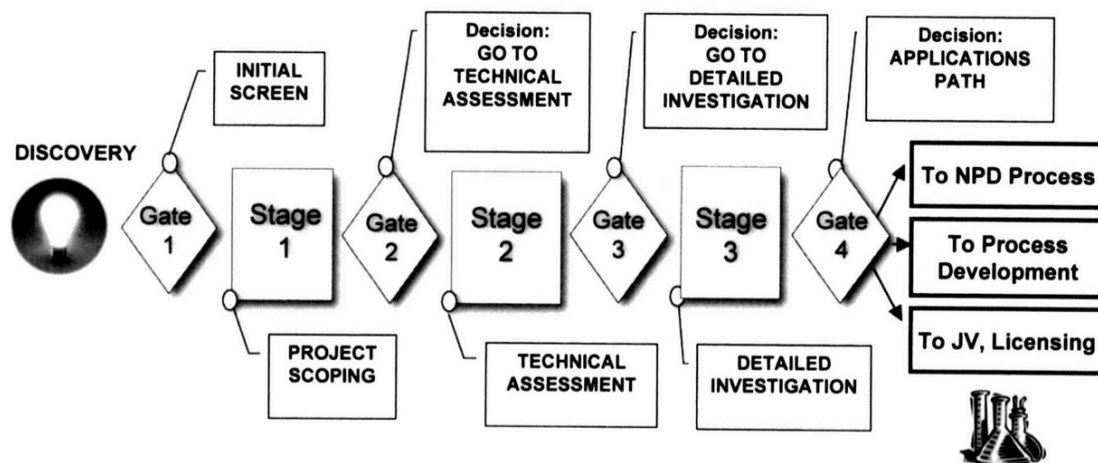 INITIAL
SCREEN
Decision:
GO TO
TECHNICAL
ASSESSMENT
Decision:
GO TO
DETAILED
INVESTIGATION
Decision:
APPLICATIONS
PATH
DISCOVERY
Gate
1
Stage
1
Gate
2
Stage
2
Gate
3
Stage
3
Gate
4
To NPD Process
To Process
Development
To JV, Licensing
PROJECT
SCOPING
TECHNICAL
ASSESSMENT
DETAILED
INVESTIGATION